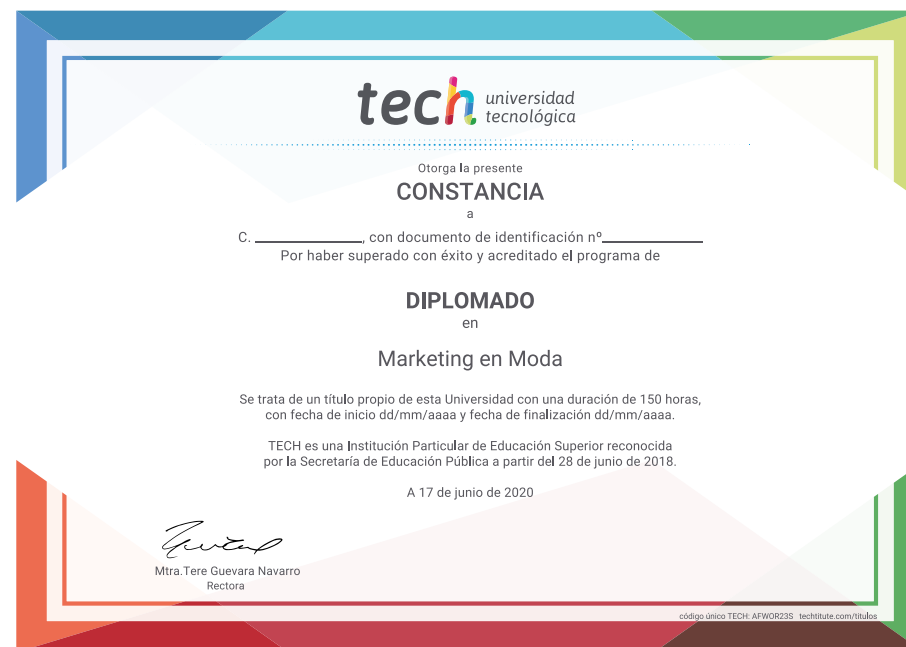 tech universidad
tecnológica
Otorga la presente
CONSTANCIA
a
C. ____________, con documento de identificación nº____________
Por haber superado con éxito y acreditado el programa de
DIPLOMADO
en
Marketing en Moda
Se trata de un título propio de esta Universidad con una duración de 150 horas,
con fecha de inicio dd/mm/aaaa y fecha de finalización dd/mm/aaaa.
TECH es una Institución Particular de Educación Superior reconocida
por la Secretaría de Educación Pública a partir del 28 de junio de 2018.
A 17 de junio de 2020
Mtra.Tere Guevara Navarro
Rectora
código único TECH: AFWOR23S techtitute.com/titulos